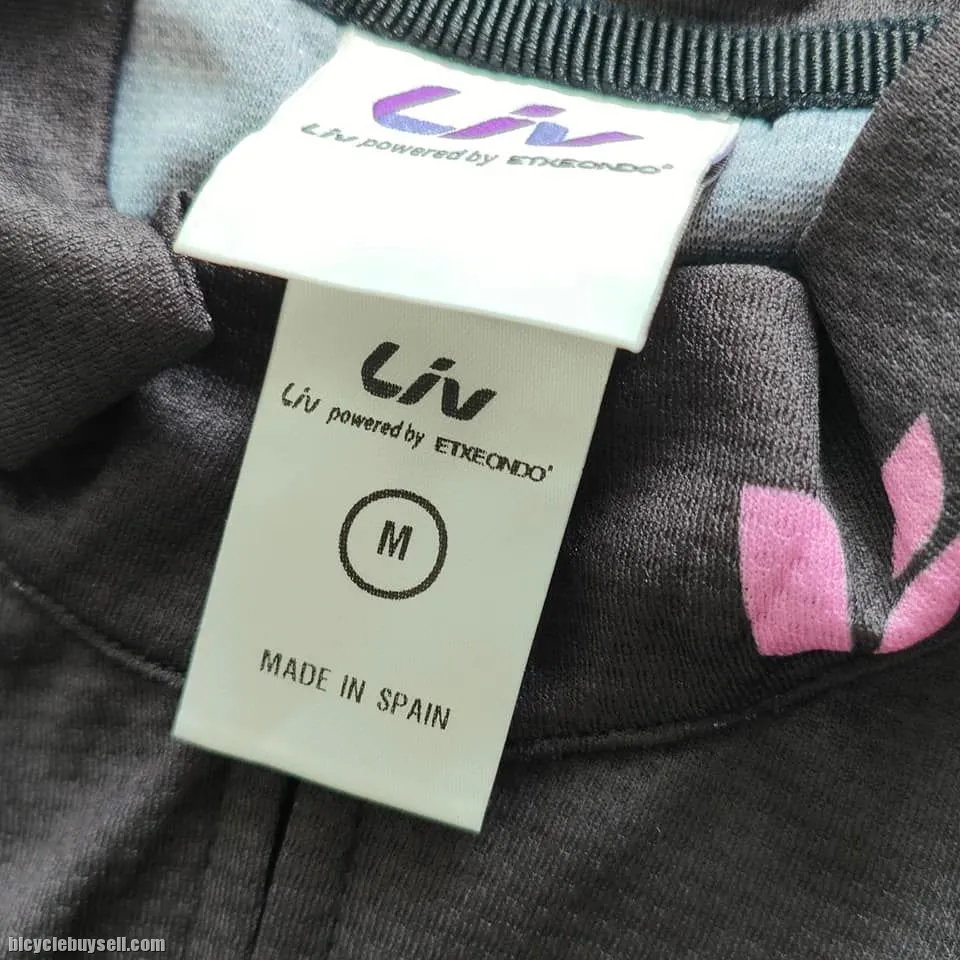 Liv
Liv powered by ETXEONDO®
Liv
Liv powered by ETXEONDO®
M
MADE IN SPAIN
bicyclebuysell.com